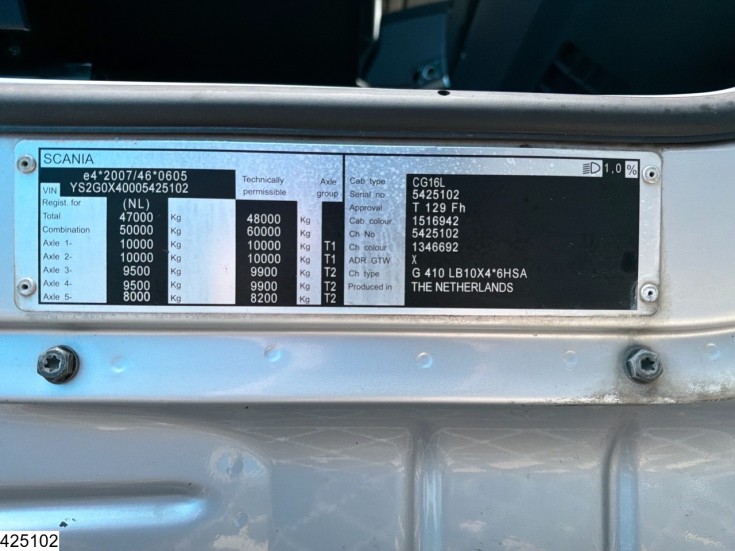 SCANIA
1,0 %
e4*2007/46*0605
VIN YS2G0X40005425102
Technically permissible
Axle group
Regist. for (NL)
Total 47000 Kg 48000 Kg
Combination 50000 Kg 60000 Kg
Axle 1- 10000 Kg 10000 Kg T1
Axle 2- 10000 Kg 10000 Kg T1
Axle 3- 9500 Kg 9900 Kg T2
Axle 4- 9500 Kg 9900 Kg T2
Axle 5- 8000 Kg 8200 Kg T2
Cab type CG16L
Serial no 5425102
Approval T 129 Fh
Cab colour 1516942
Ch No 5425102
Ch colour 1346692
ADR GTW X
Ch type G 410 LB10X4*6HSA
Produced in THE NETHERLANDS
425102